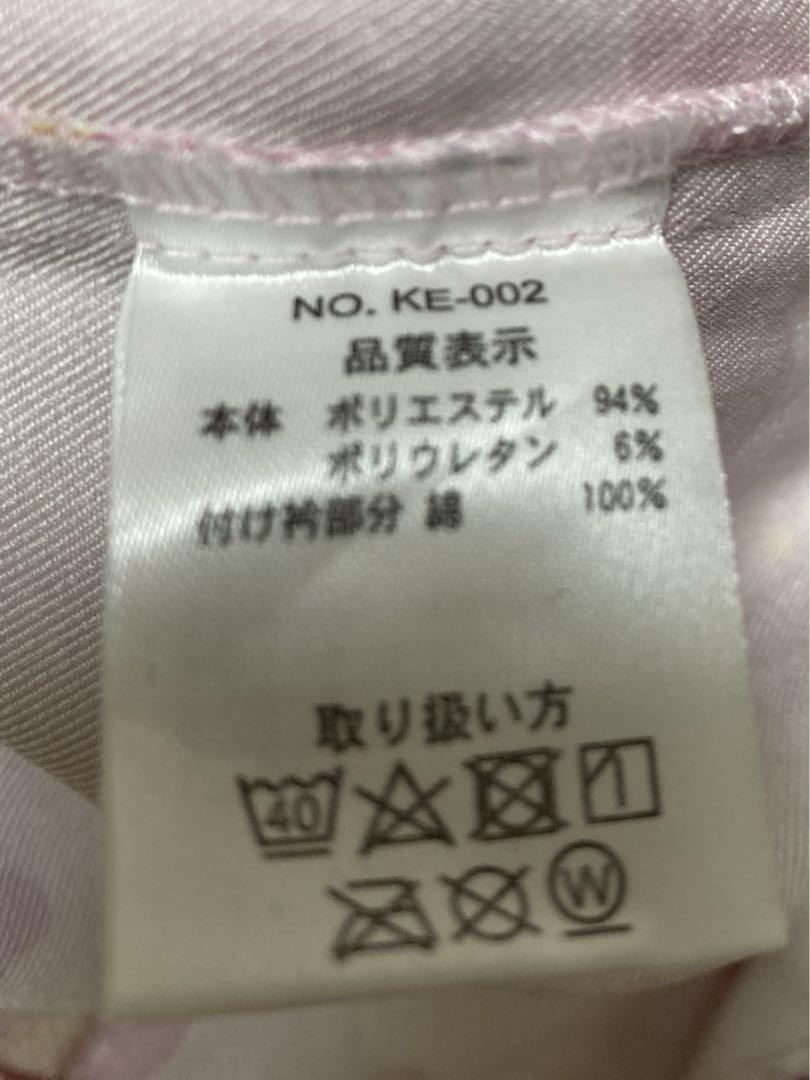 NO. KE-002
品質表示
本体 ポリエステル 94%
ポリウレタン 6%
付け衿部分 綿 100%
取り扱い方
40
W